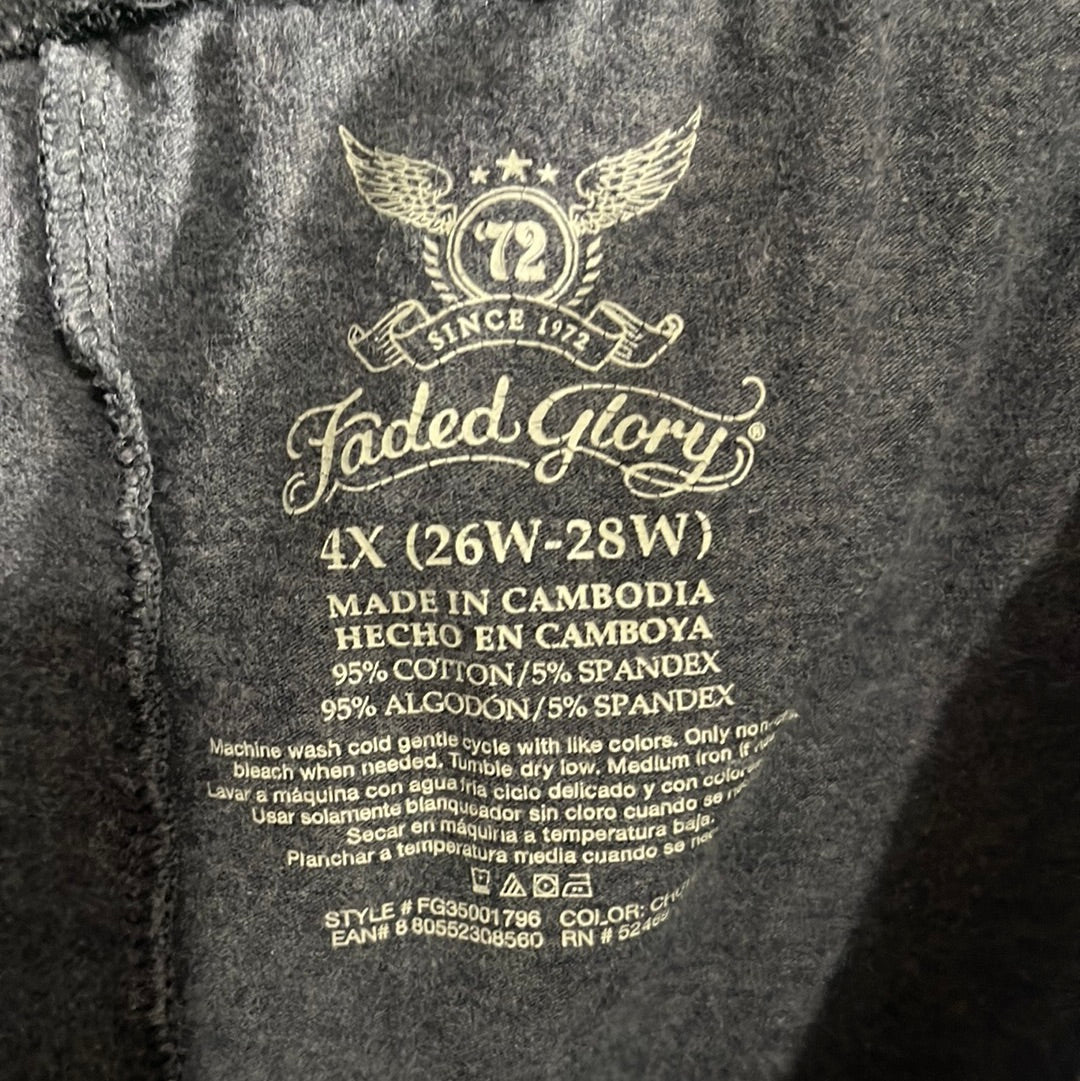 '72
SINCE 1972
Faded Glory®
4X (26W-28W)
MADE IN CAMBODIA
HECHO EN CAMBOYA
95% COTTON/5% SPANDEX
95% ALGODÓN/5% SPANDEX
Machine wash cold gentle cycle with like colors. Only
bleach when needed. Tumble dry low. Medium iron if
Lavar a máquina con agua fria ciclo delicado y con
Usar solamente blanqueador sin cloro cuando se
Secar en máquina a temperatura baja.
Planchar a temperatura media cuando se
STYLE # FG35001796 COLOR:
EAN# 8 80552308560 RN #